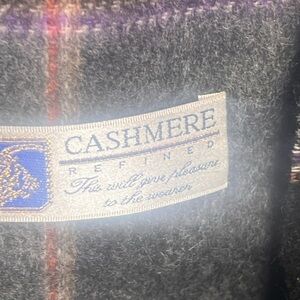 CASHMERE
REFINED
This will give pleasure
to the wearer